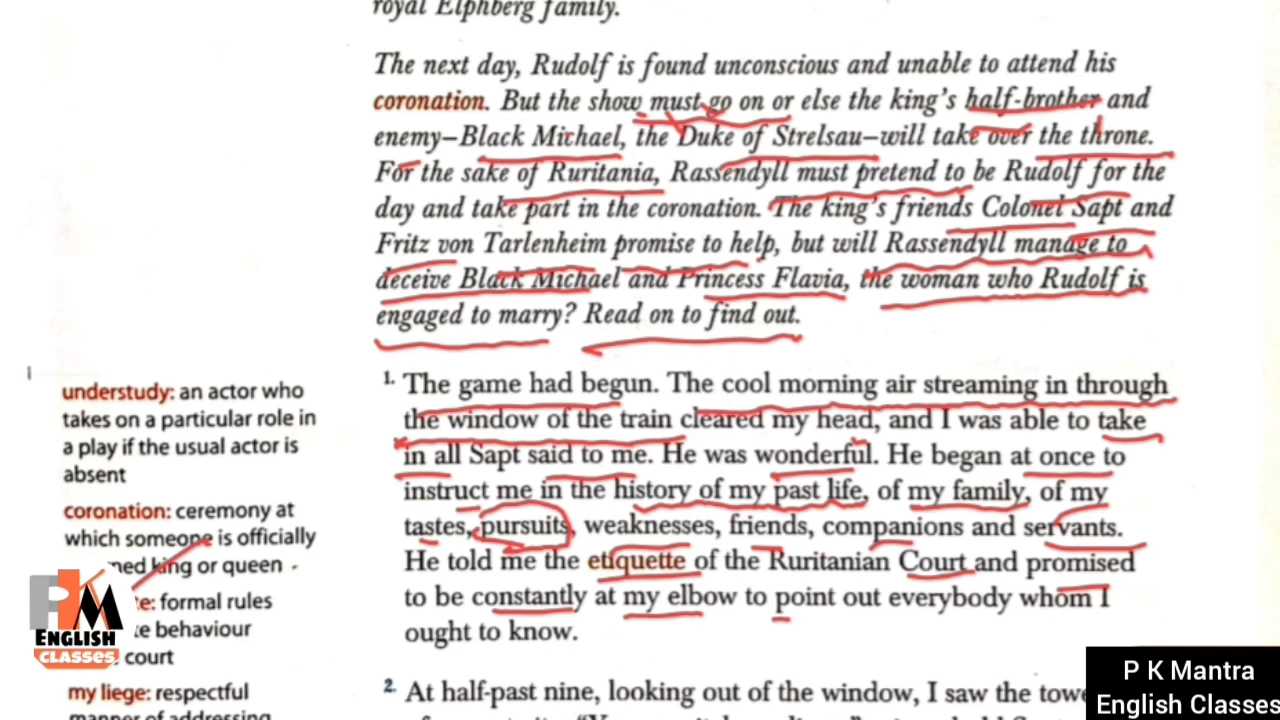 royal Elphberg family.
The next day, Rudolf is found unconscious and unable to attend his
coronation. But the show must go on or else the king's half-brother and
enemy–Black Michael, the Duke of Strelsau–will take over the throne.
For the sake of Ruritania, Rassendyll must pretend to be Rudolf for the
day and take part in the coronation. The king's friends Colonel Sapt and
Fritz von Tarlenheim promise to help, but will Rassendyll manage to
deceive Black Michael and Princess Flavia, the woman who Rudolf is
engaged to marry? Read on to find out.
understudy: an actor who
takes on a particular role in
a play if the usual actor is
absent
coronation: ceremony at
which someone is officially
king or queen
formal rules
behaviour
court
my liege: respectful
manner of addressing
1. The game had begun. The cool morning air streaming in through
the window of the train cleared my head, and I was able to take
in all Sapt said to me. He was wonderful. He began at once to
instruct me in the history of my past life, of my family, of my
tastes, pursuits, weaknesses, friends, companions and servants.
He told me the etiquette of the Ruritanian Court and promised
to be constantly at my elbow to point out everybody whom I
ought to know.
2. At half-past nine, looking out of the window, I saw the
PKM
ENGLISH
CLASSES
P K Mantra
English Classes